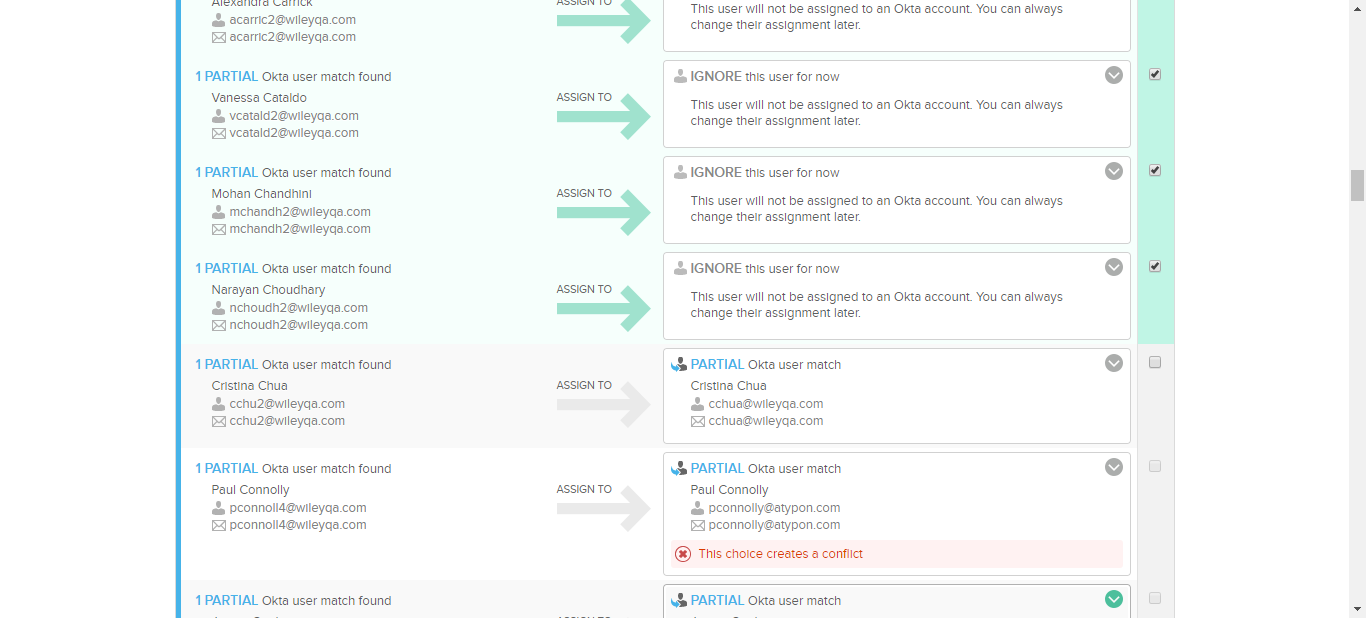 Alexandra Carrick
ASSIGN TO
This user will not be assigned to an Okta account. You can always
change their assignment later.
acarric2@wileyqa.com
acarric2@wileyqa.com
1 PARTIAL Okta user match found
IGNORE this user for now
Vanessa Cataldo
ASSIGN TO
This user will not be assigned to an Okta account. You can always
change their assignment later.
vcatald2@wileyqa.com
vcatald2@wileyqa.com
1 PARTIAL Okta user match found
IGNORE this user for now
Mohan Chandhini
ASSIGN TO
This user will not be assigned to an Okta account. You can always
change their assignment later.
mchandh2@wileyqa.com
mchandh2@wileyqa.com
1 PARTIAL Okta user match found
IGNORE this user for now
Narayan Choudhary
ASSIGN TO
This user will not be assigned to an Okta account. You can always
change their assignment later.
nchoudh2@wileyqa.com
nchoudh2@wileyqa.com
1 PARTIAL Okta user match found
PARTIAL Okta user match
Cristina Chua
ASSIGN TO
Cristina Chua
cchu2@wileyqa.com
cchua@wileyqa.com
cchu2@wileyqa.com
cchua@wileyqa.com
1 PARTIAL Okta user match found
PARTIAL Okta user match
Paul Connolly
ASSIGN TO
Paul Connolly
pconnoll4@wileyqa.com
pconnolly@atypon.com
pconnoll4@wileyqa.com
pconnolly@atypon.com
This choice creates a conflict
1 PARTIAL Okta user match found
PARTIAL Okta user match